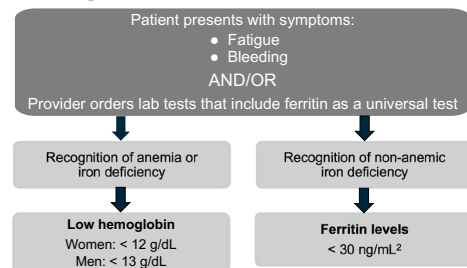 Patient presents with symptoms:
● Fatigue
● Bleeding
AND/OR
Provider orders lab tests that include ferritin as a universal test
Recognition of anemia or
iron deficiency
Recognition of non-anemic
iron deficiency
Low hemoglobin
Women: < 12 g/dL
Men: < 13 g/dL
Ferritin levels
< 30 ng/mL²